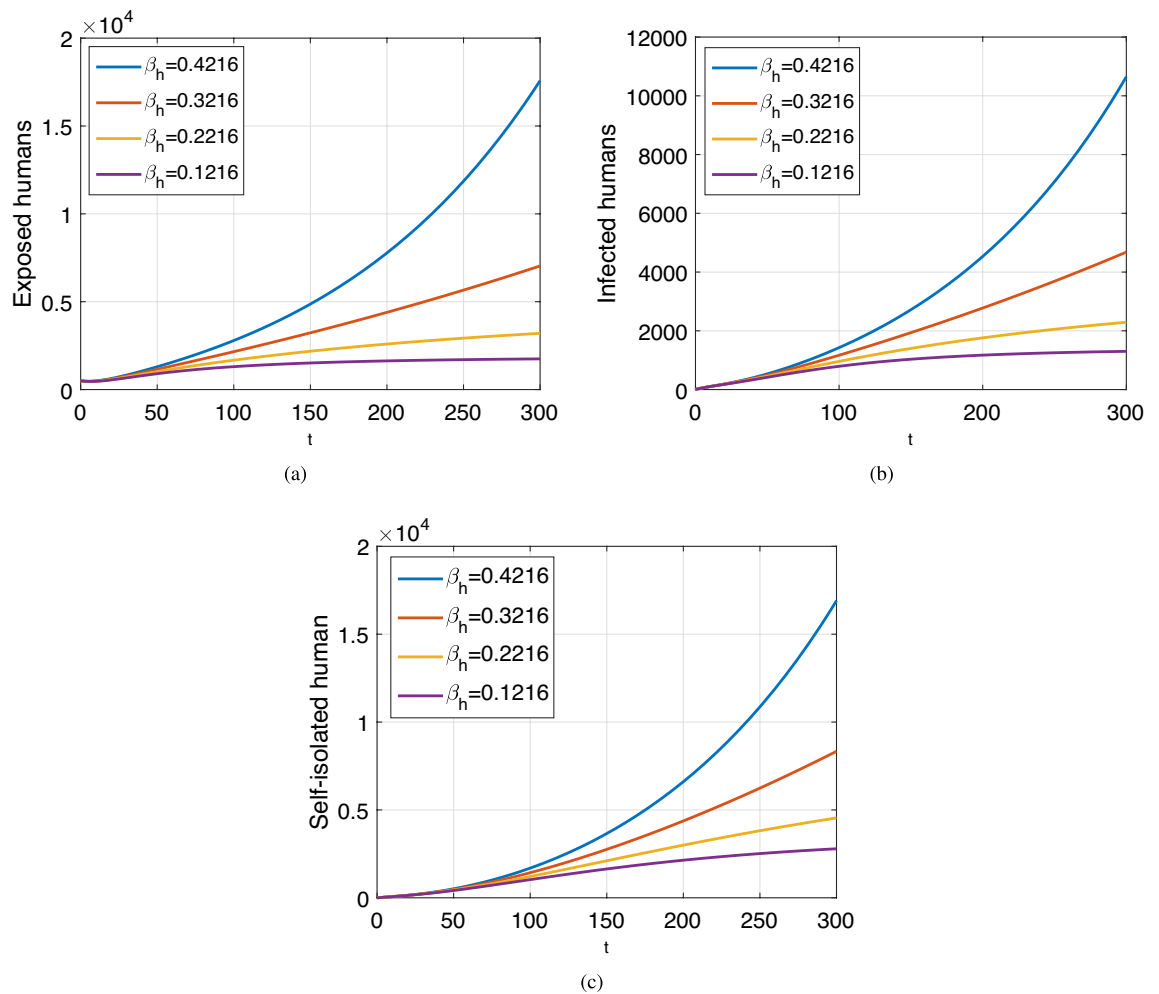 ×10^4
2
1.5
1
0.5
0
Exposed humans
β_h=0.4216
β_h=0.3216
β_h=0.2216
β_h=0.1216
0 50 100 150 200 250 300
t
(a)
12000
10000
8000
6000
4000
2000
0
Infected humans
β_h=0.4216
β_h=0.3216
β_h=0.2216
β_h=0.1216
0 100 200 300
t
(b)
×10^4
2
1.5
1
0.5
0
Self-isolated human
β_h=0.4216
β_h=0.3216
β_h=0.2216
β_h=0.1216
0 50 100 150 200 250 300
t
(c)